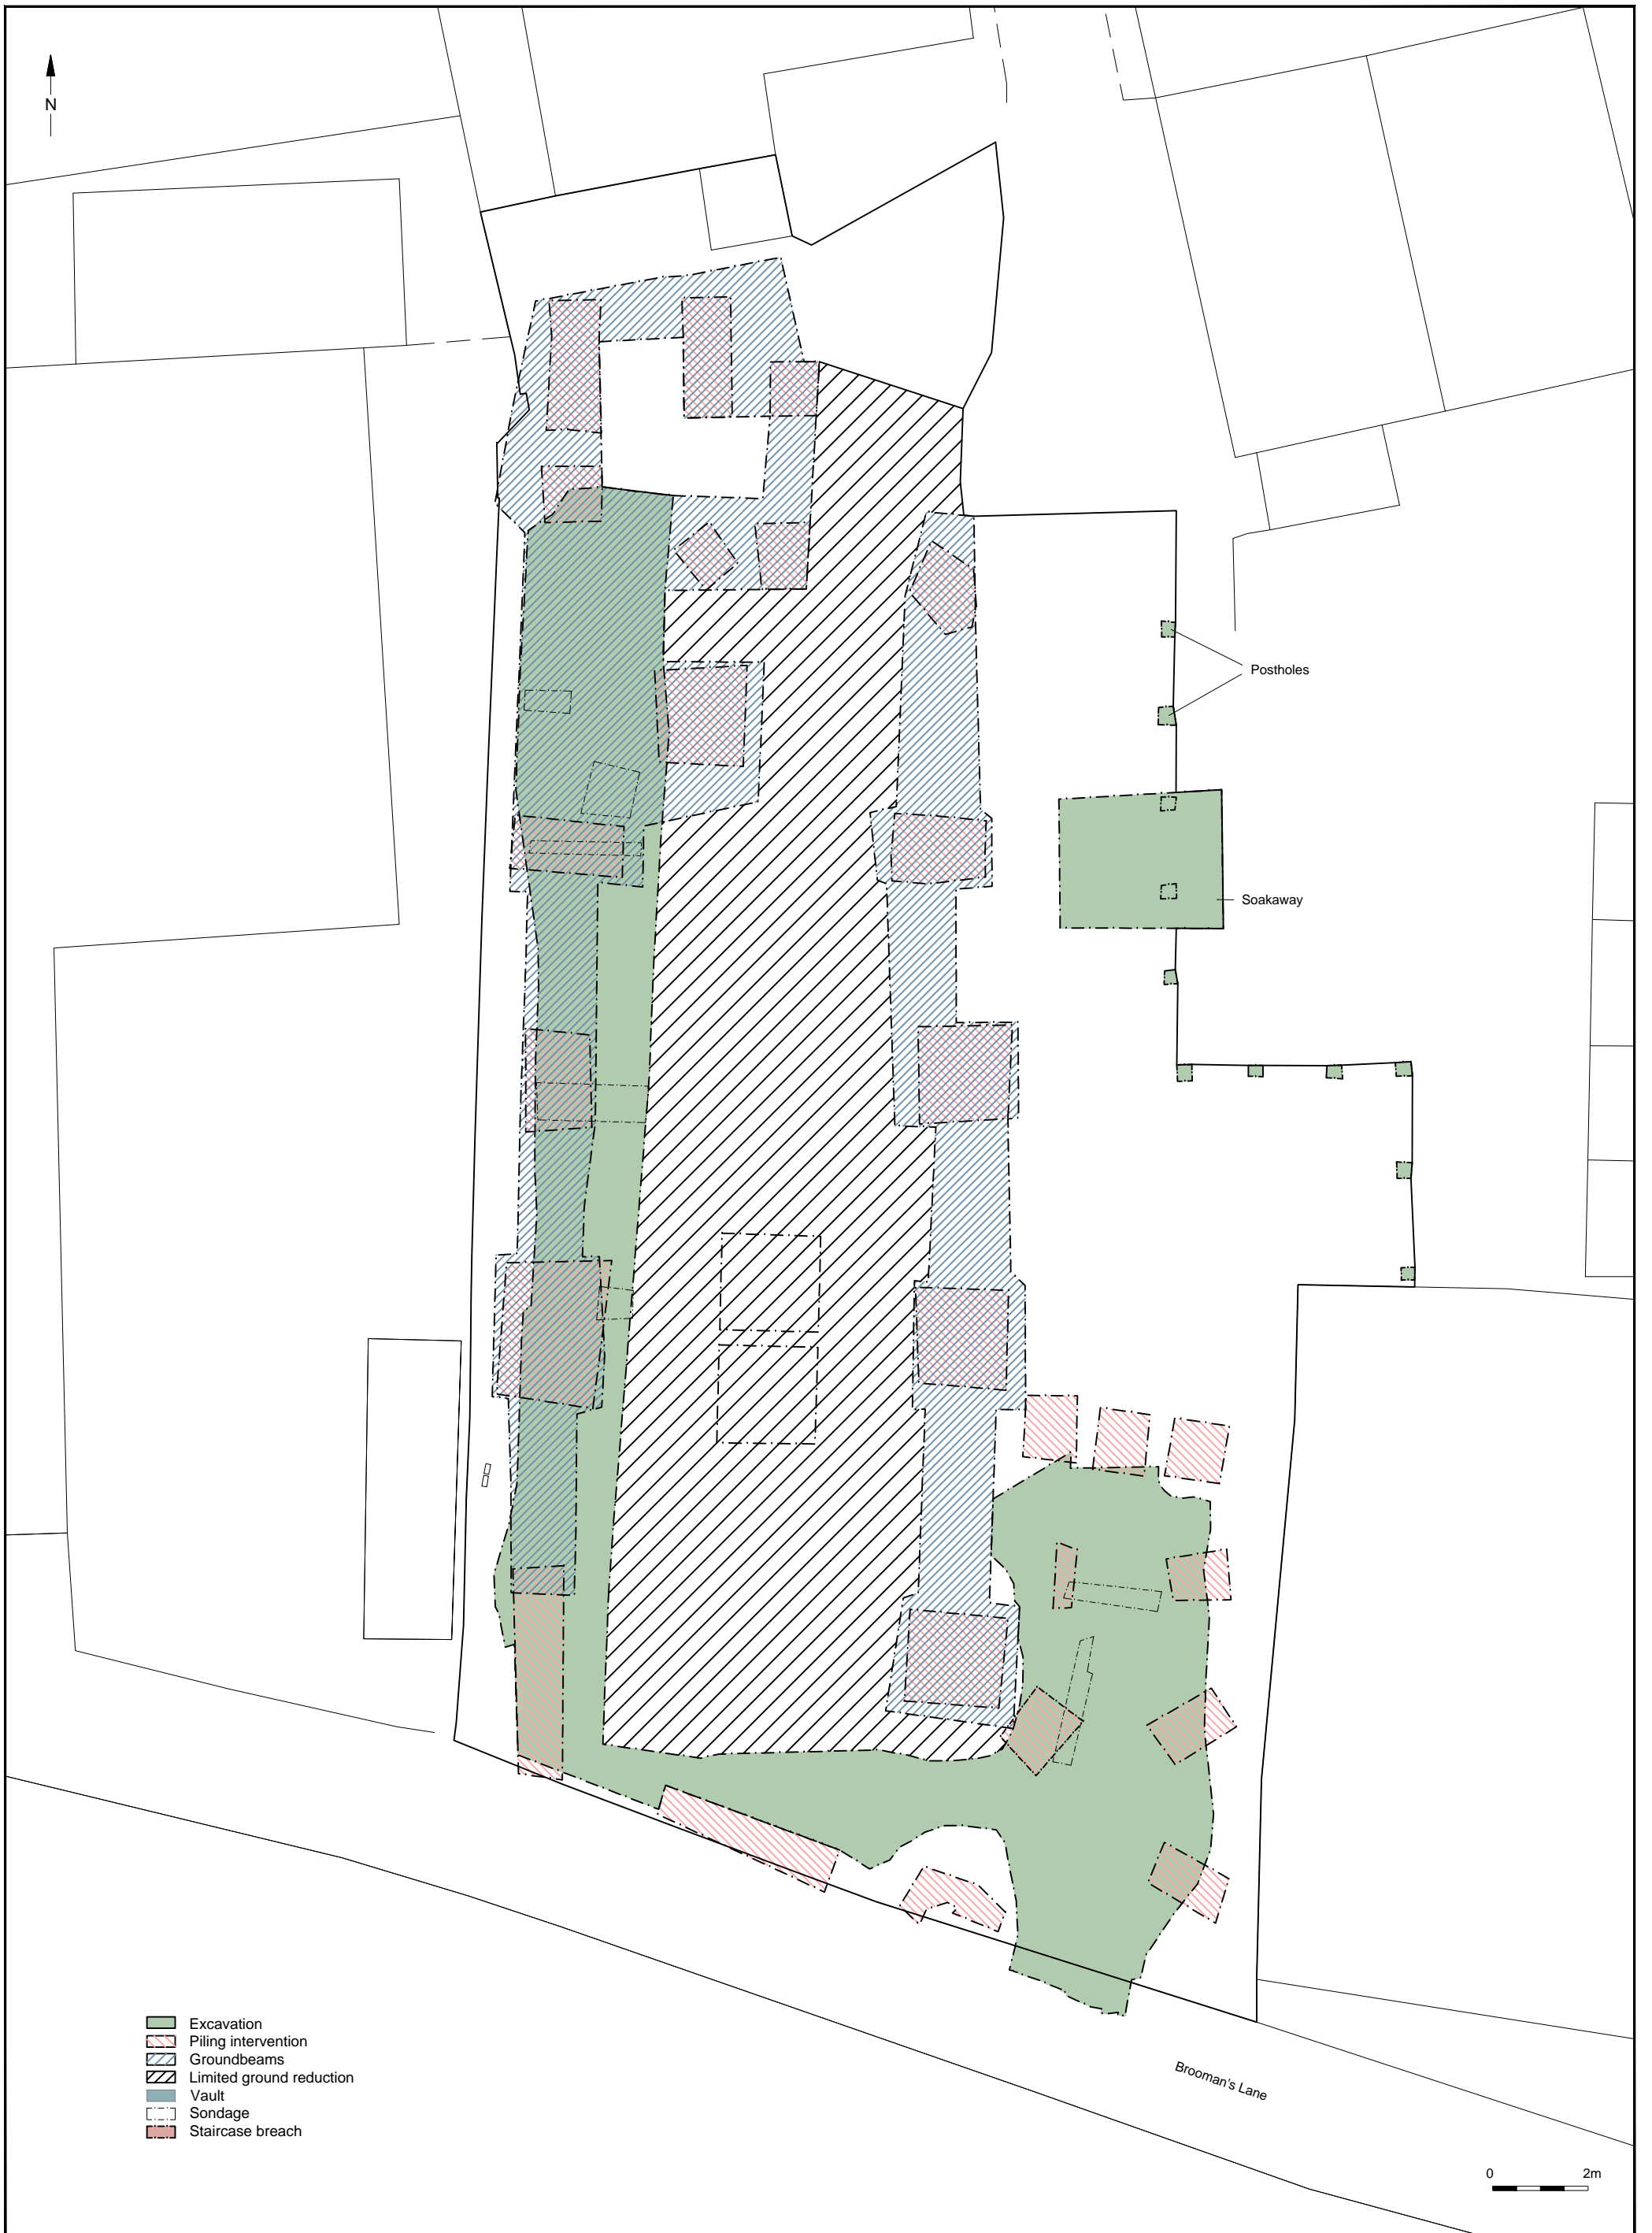 N
Postholes
Soakaway
Excavation
Piling intervention
Groundbeams
Limited ground reduction
Vault
Sondage
Staircase breach
Brooman's Lane
0 2m